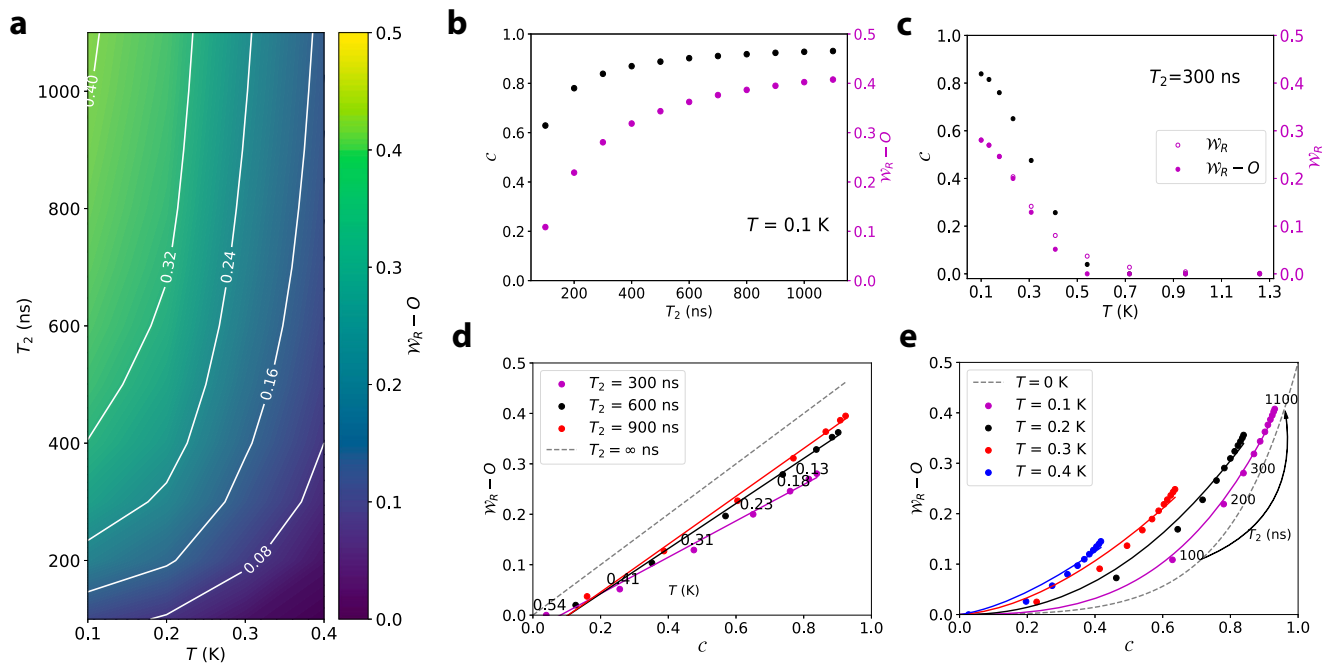 a
1000
800
600
400
200
T₂ (ns)
0.1
0.2
0.3
0.4
T (K)
0.40
0.32
0.24
0.16
0.08
0.5
0.4
0.3
0.2
0.1
0.0
𝒲_R − O
b
1.0
0.8
0.6
0.4
0.2
0.0
𝒞
200
400
600
800
1000
T₂ (ns)
T = 0.1 K
0.5
0.4
0.3
0.2
0.1
0.0
𝒲_R − O
c
1.0
0.8
0.6
0.4
0.2
0.0
𝒞
0.1
0.3
0.5
0.7
0.9
1.1
1.3
T (K)
T₂=300 ns
𝒲_R
𝒲_R − O
0.5
0.4
0.3
0.2
0.1
0.0
𝒲_R
d
0.5
0.4
0.3
0.2
0.1
0.0
𝒲_R − O
T₂ = 300 ns
T₂ = 600 ns
T₂ = 900 ns
T₂ = ∞ ns
0.13
0.18
0.23
0.31
0.41
0.54
T (K)
0.0
0.2
0.4
0.6
0.8
1.0
𝒞
e
0.5
0.4
0.3
0.2
0.1
0.0
𝒲_R − O
T = 0 K
T = 0.1 K
T = 0.2 K
T = 0.3 K
T = 0.4 K
1100
300
200
100
T₂ (ns)
0.0
0.2
0.4
0.6
0.8
1.0
𝒞